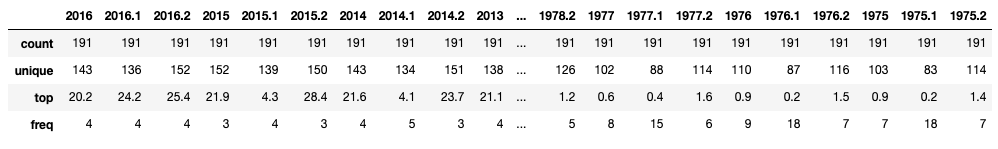 2016 2016.1 2016.2 2015 2015.1 2015.2 2014 2014.1 2014.2 2013 ... 1978.2 1977 1977.1 1977.2 1976 1976.1 1976.2 1975 1975.1 1975.2
count 191 191 191 191 191 191 191 191 191 191 ... 191 191 191 191 191 191 191 191 191 191
unique 143 136 152 152 139 150 143 134 151 138 ... 126 102 88 114 110 87 116 103 83 114
top 20.2 24.2 25.4 21.9 4.3 28.4 21.6 4.1 23.7 21.1 ... 1.2 0.6 0.4 1.6 0.9 0.2 1.5 0.9 0.2 1.4
freq 4 4 4 3 4 3 4 5 3 4 ... 5 8 15 6 9 18 7 7 18 7